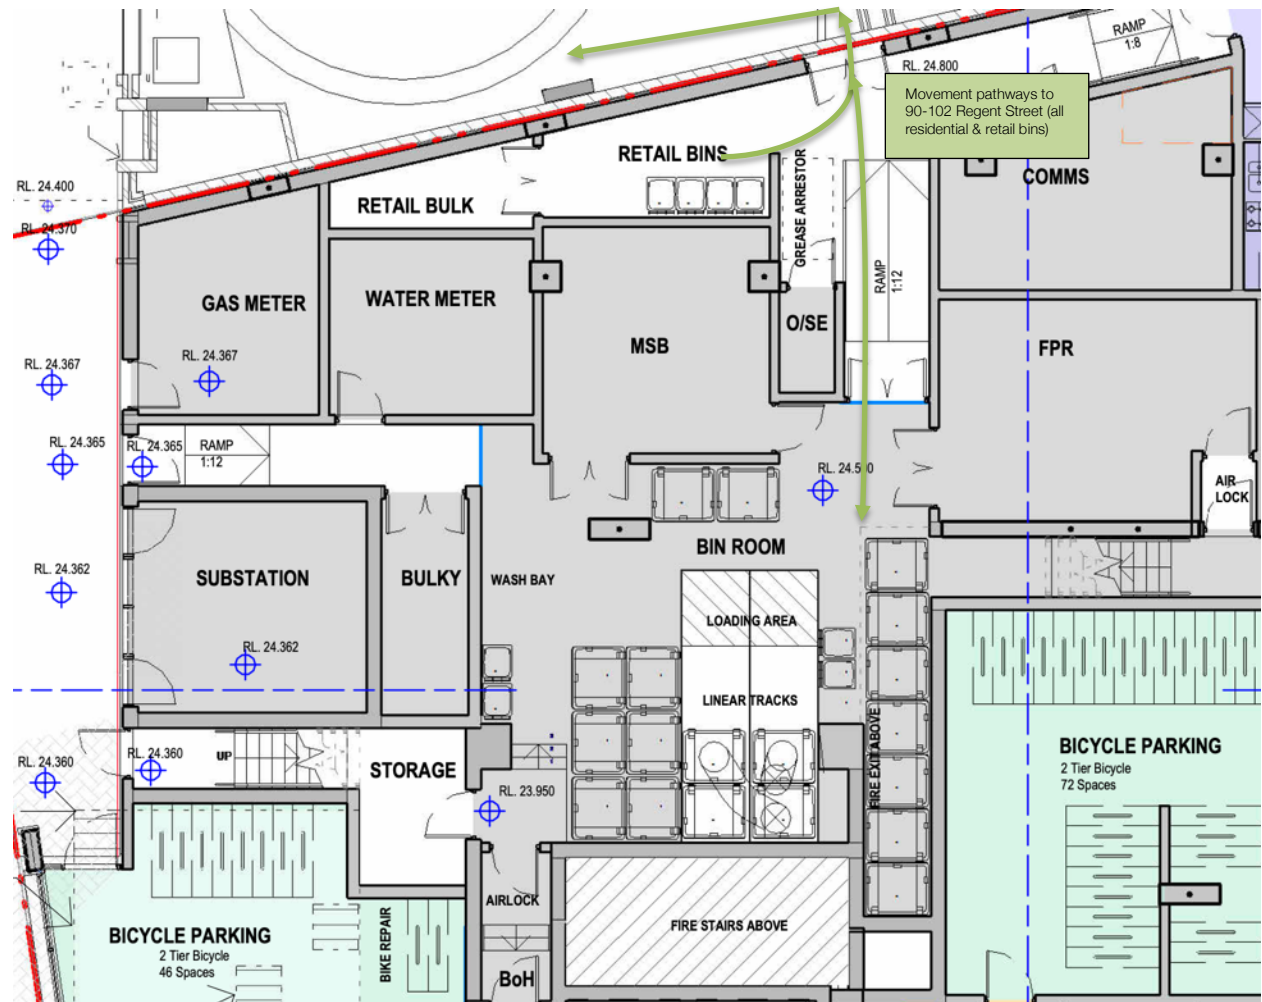 RAMP
1:8
RL. 24.800
Movement pathways to
90-102 Regent Street (all
residential & retail bins)
RETAIL BINS
COMMS
RL. 24.400
RETAIL BULK
GREASE ARRESTOR
RL. 24.370
RAMP
1:12
GAS METER
WATER METER
O/SE
MSB
FPR
RL. 24.367
RL. 24.367
RL. 24.365
RL. 24.365
RAMP
1:12
RL. 24.500
AIR
LOCK
BIN ROOM
RL. 24.362
SUBSTATION
BULKY
WASH BAY
LOADING AREA
RL. 24.362
LINEAR TRACKS
FIRE EXIT ABOVE
RL. 24.360
RL. 24.360
UP
STORAGE
BICYCLE PARKING
2 Tier Bicycle
72 Spaces
RL. 23.950
AIRLOCK
FIRE STAIRS ABOVE
BICYCLE PARKING
2 Tier Bicycle
46 Spaces
BIKE REPAIR
BoH